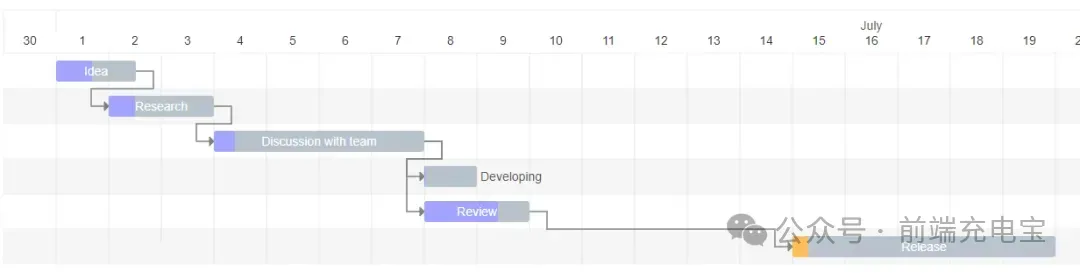 July
30 1 2 3 4 5 6 7 8 9 10 11 12 13 14 15 16 17 18 19 2
Idea
Research
Discussion with team
Developing
Review
公众号 · 前端充电宝
Release